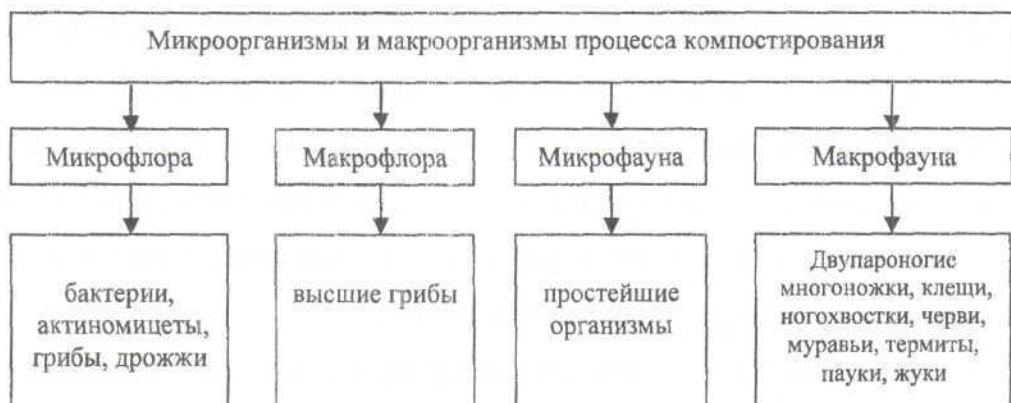 Микроорганизмы и макроорганизмы процесса компостирования
Микрофлора
Макрофлора
Микрофауна
Макрофауна
бактерии,
актиномицеты,
грибы, дрожжи
высшие грибы
простейшие
организмы
Двупароногие
многоножки, клещи,
ногохвостки, черви,
муравьи, термиты,
пауки, жуки